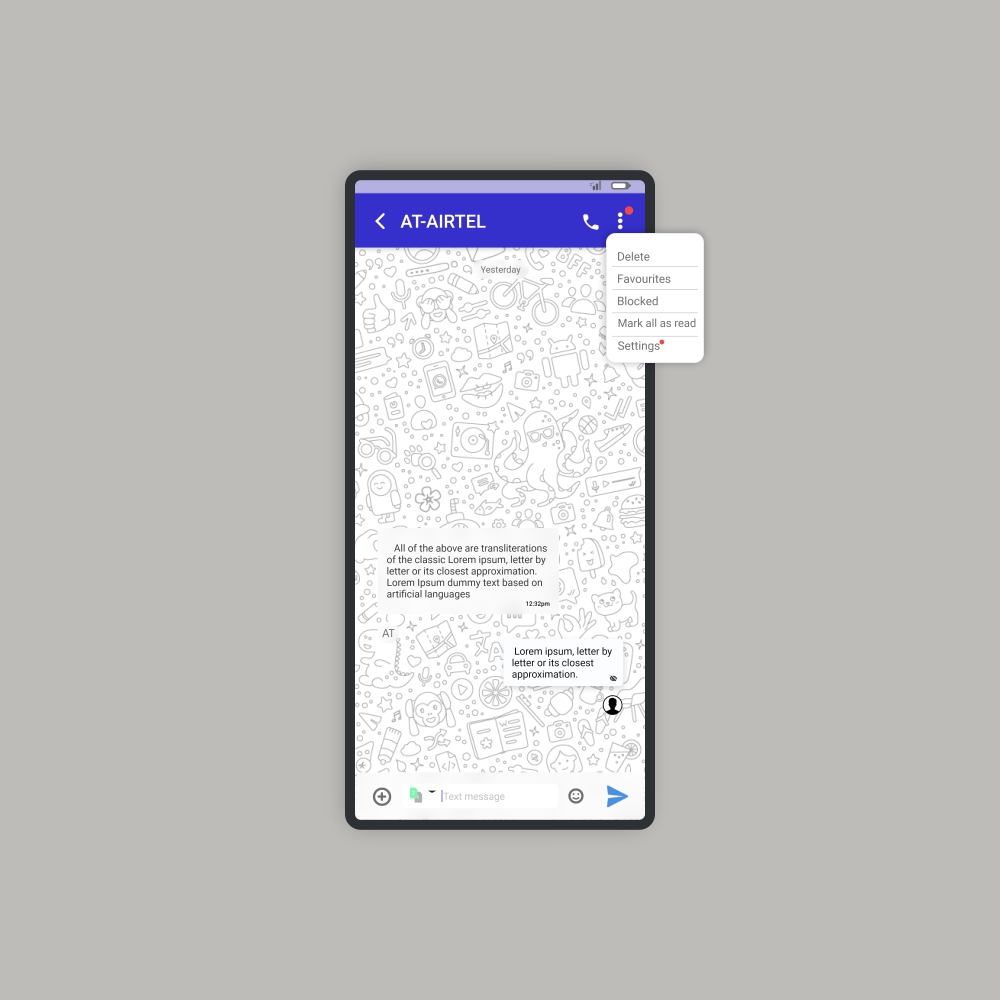 AT-AIRTEL
Delete
Yesterday
Favourites
Blocked
Mark all as read
Settings
All of the above are transliterations
of the classic Lorem ipsum, letter by
letter or its closest approximation.
Lorem Ipsum dummy text based on
artificial languages
12:32pm
AT
Lorem ipsum, letter by
letter or its closest
approximation.
Text message